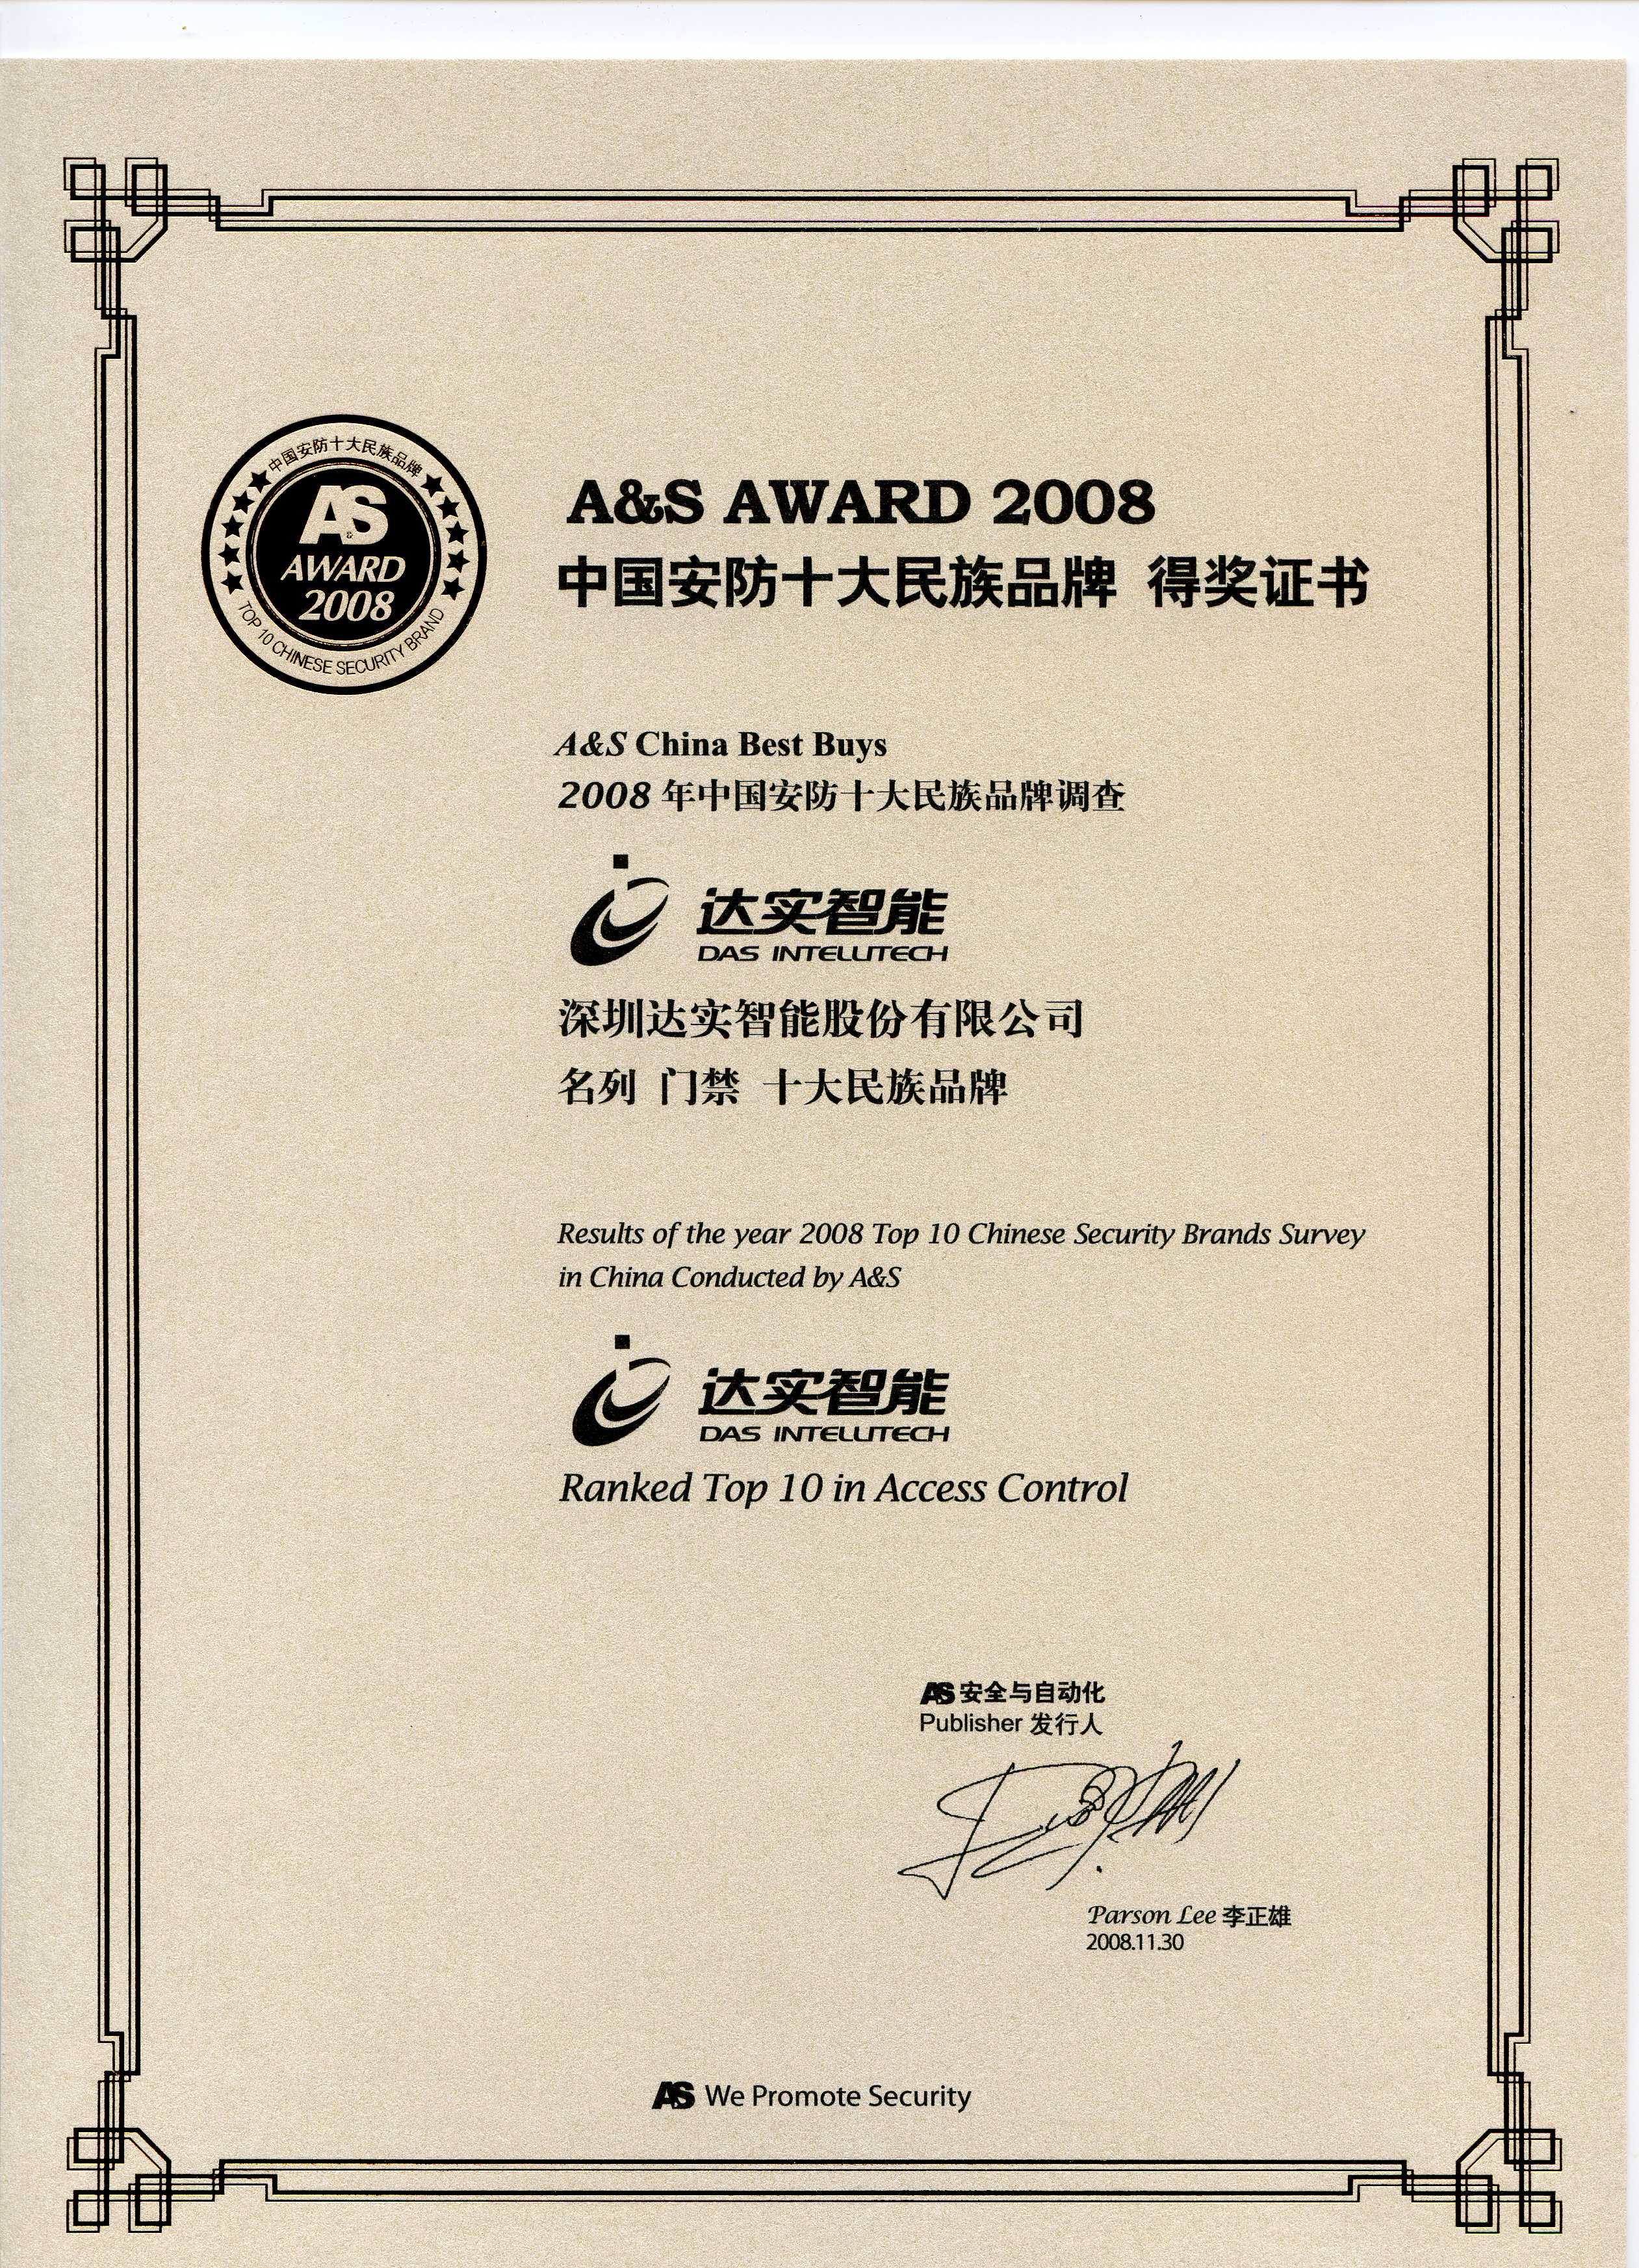 中国安防十大民族品牌
A&S
AWARD
2008
TOP 10 CHINESE SECURITY BRAND
A&S AWARD 2008
中国安防十大民族品牌 得奖证书
A&S China Best Buys
2008 年中国安防十大民族品牌调查
达实智能
DAS INTELLITECH
深圳达实智能股份有限公司
名列 门禁 十大民族品牌
Results of the year 2008 Top 10 Chinese Security Brands Survey
in China Conducted by A&S
达实智能
DAS INTELLITECH
Ranked Top 10 in Access Control
AS 安全与自动化
Publisher 发行人
Parson Lee 李正雄
2008.11.30
AS We Promote Security